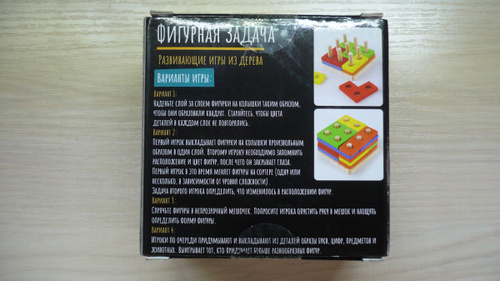 Фигурная задача
Развивающие игры из дерева
Варианты игры:
Вариант 1:
Наденьте слой за слоем фигурки на колышки таким образом,
чтобы они образовали квадрат. Старайтесь, чтобы цвета
деталей в каждом слое не повторялись.
Вариант 2:
Первый игрок выкладывает фигурки на колышки произвольным
образом в один слой. Второму игроку необходимо запомнить
расположение и цвет фигур, после чего он закрывает глаза.
Первый игрок в это время меняет фигуры на сортере (одну или
несколько, в зависимости от уровня сложности).
Задача второго игрока определить, что изменилось в расположении фигур.
Вариант 3
Спрячьте фигуры в непрозрачный мешочек. Попросите игрока опустить руку в мешок и наощупь
определить форму фигуры.
Вариант 4:
Игроки по очереди придумывают и выкладывают из деталей образы букв, цифр, предметов и
животных. Выигрывает тот, кто придумает больше разнообразных фигур.